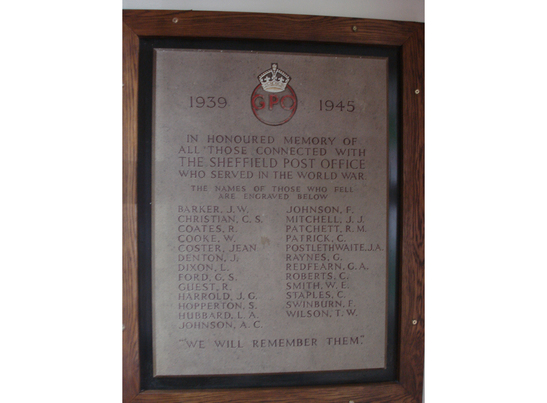 1939 GPO 1945
IN HONOURED MEMORY OF
ALL THOSE CONNECTED WITH
THE SHEFFIELD POST OFFICE
WHO SERVED IN THE WORLD WAR.
THE NAMES OF THOSE WHO FELL
ARE ENGRAVED BELOW
BARKER, J.W.
CHRISTIAN, C. S.
COATES, R.
COOKE, W.
COSTER, JEAN
DENTON, J.
DIXON, L.
FORD, G. S.
GUEST, R.
HARROLD, J. G.
HOPPERTON, S.
HUBBARD, L. A.
JOHNSON, A. C.
JOHNSON, F.
MITCHELL, J. J.
PATCHETT, R. M.
PATRICK, C.
POSTLETHWAITE, J.A.
RAYNES, G.
REDFEARN, G. A.
ROBERTS, C.
SMITH, W. E.
STAPLES, C.
SWINBURN, F.
WILSON, T. W.
"WE WILL REMEMBER THEM."